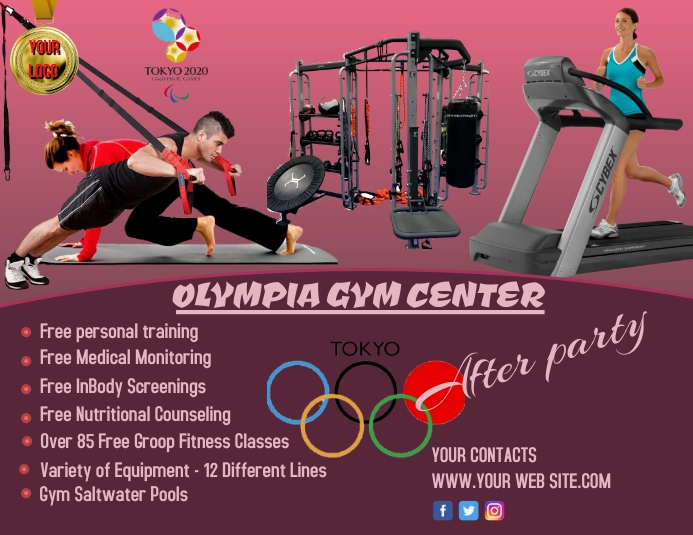 YOUR
LOGO
TOKYO 2020
CYBEX
CYBEX
OLYMPIA GYM CENTER
Free personal training
Free Medical Monitoring
Free InBody Screenings
Free Nutritional Counseling
Over 85 Free Groop Fitness Classes
Variety of Equipment - 12 Different Lines
Gym Saltwater Pools
TOKYO
After party
YOUR CONTACTS
WWW.YOUR WEB SITE.COM